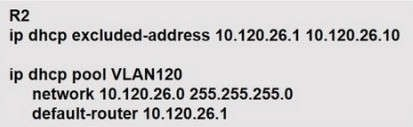 R2
ip dhcp excluded-address 10.120.26.1 10.120.26.10
ip dhcp pool VLAN120
network 10.120.26.0 255.255.255.0
default-router 10.120.26.1